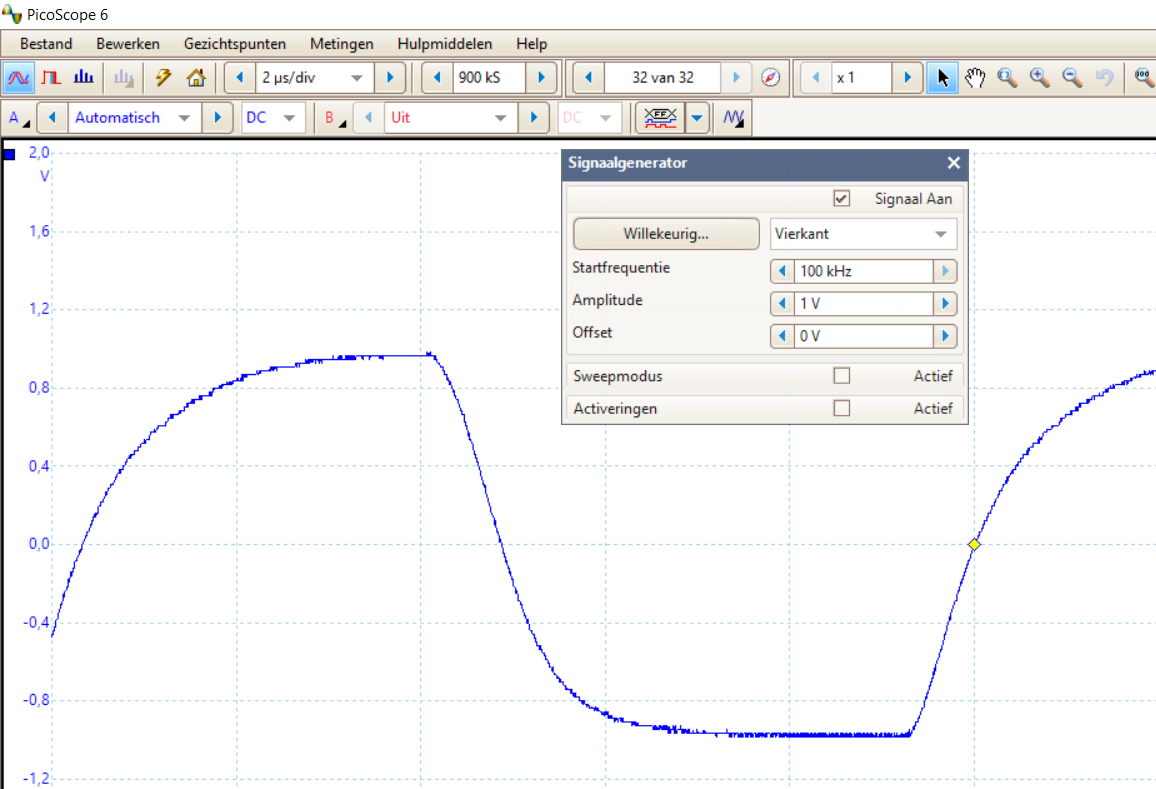 PicoScope 6
Bestand Bewerken Gezichtspunten Metingen Hulpmiddelen Help
2 µs/div 900 kS 32 van 32 x 1 100
A Automatisch DC B Uit DC
2,0
V
1,6
1,2
0,8
0,4
0,0
-0,4
-0,8
-1,2
Signaalgenerator
Signaal Aan
Willekeurig... Vierkant
Startfrequentie 100 kHz
Amplitude 1 V
Offset 0 V
Sweepmodus Actief
Activeringen Actief